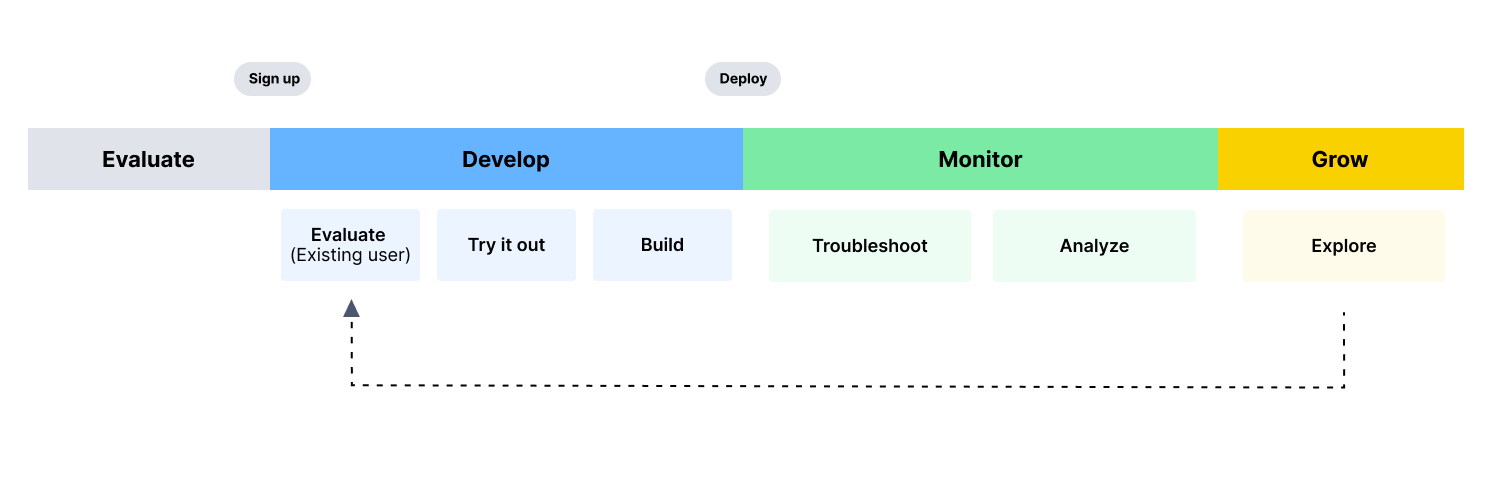 Sign up
Deploy
Evaluate
Develop
Monitor
Grow
Evaluate
(Existing user)
Try it out
Build
Troubleshoot
Analyze
Explore